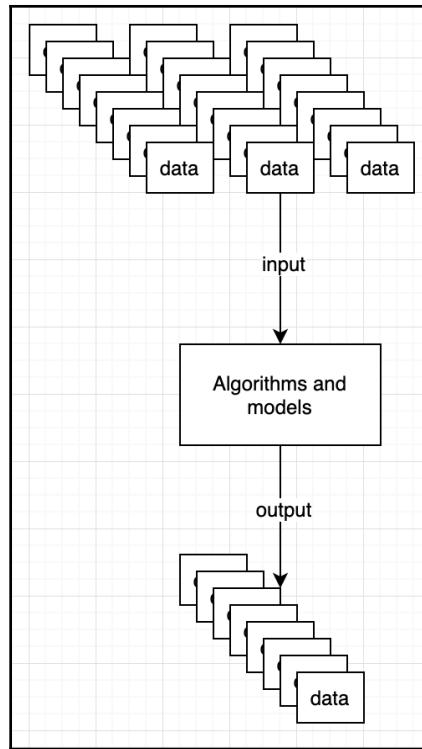 data
data
data
input
Algorithms and
models
output
data